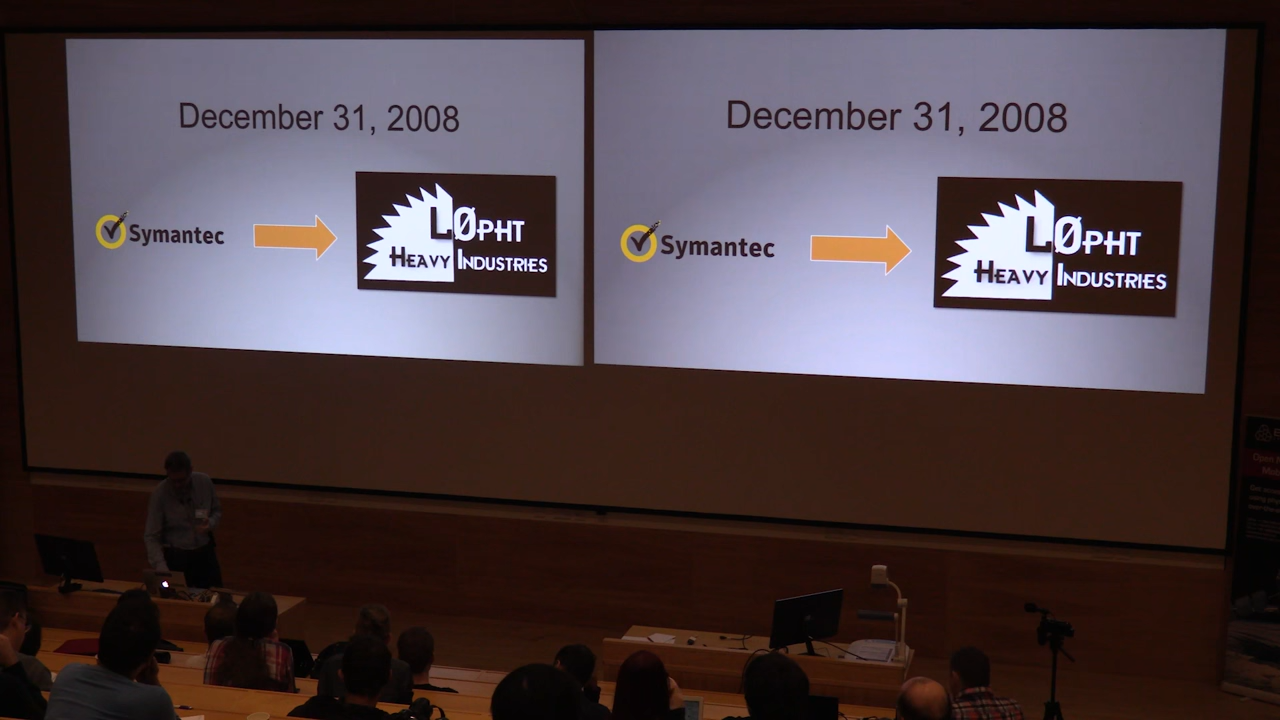 December 31, 2008
Symantec
LØPHT
HEAVY INDUSTRIES
December 31, 2008
Symantec
LØPHT
HEAVY INDUSTRIES